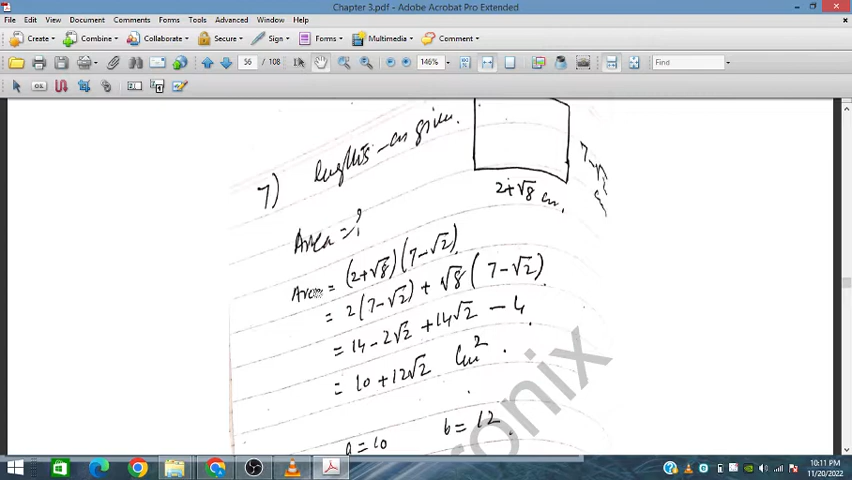 Chapter 3.pdf - Adobe Acrobat Pro Extended
File Edit View Document Comments Forms Tools Advanced Window Help
Create Combine Collaborate Secure Sign Forms Multimedia Comment
56 / 108 146% Find
7) lengths as given.
2+√8 cm.
7-√2
Area = ?
Area = (2+√8)(7-√2)
= 2(7-√2) + √8(7-√2)
= 14 - 2√2 + 14√2 - 4
= 10 + 12√2 cm².
a = 10 b = 12
onix
10:11 PM
11/20/2022